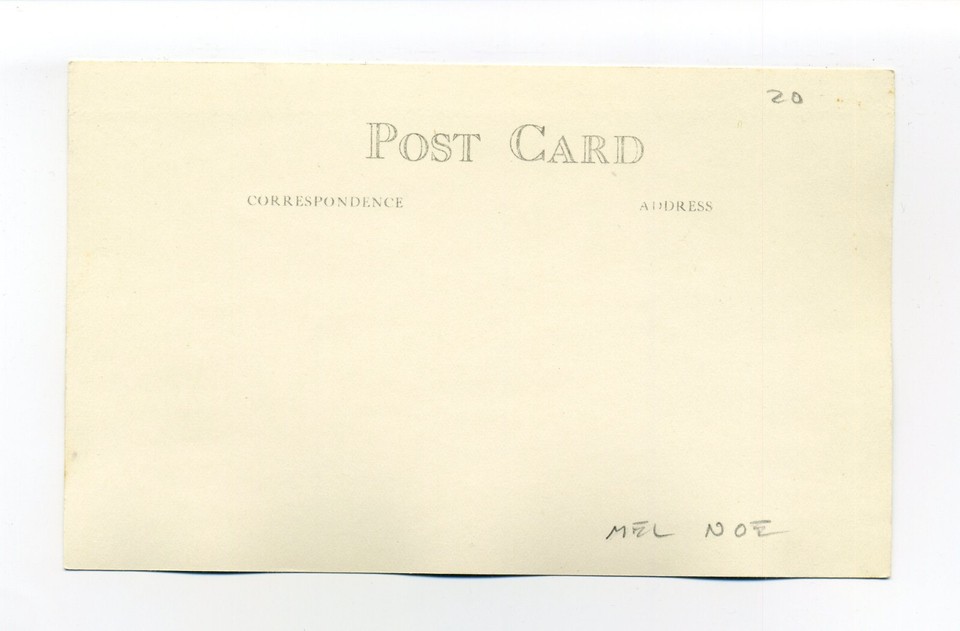 20
POST CARD
CORRESPONDENCE ADDRESS
MEL NOE